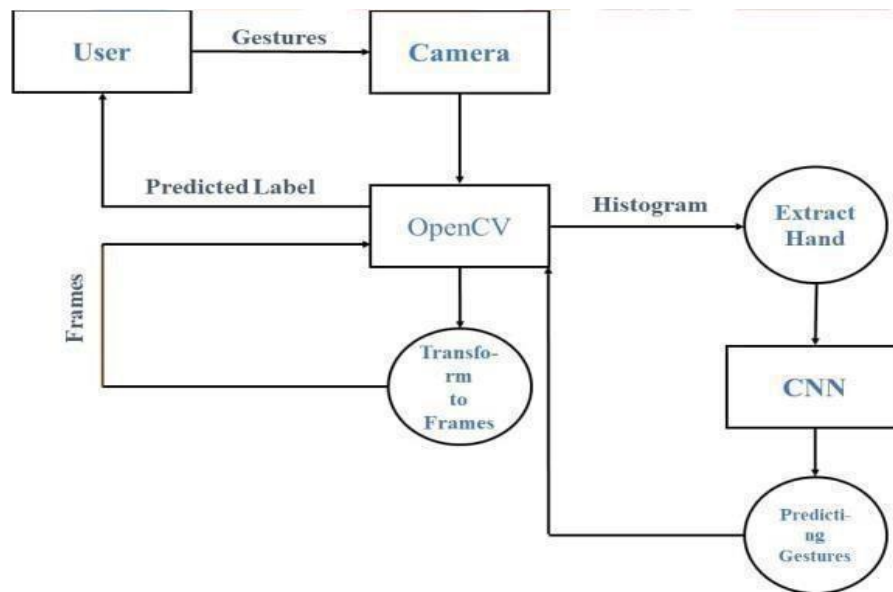 User
Gestures
Camera
Predicted Label
OpenCV
Histogram
Extract
Hand
Frames
Transfo-
rm
to
Frames
CNN
Predicti-
ng
Gestures